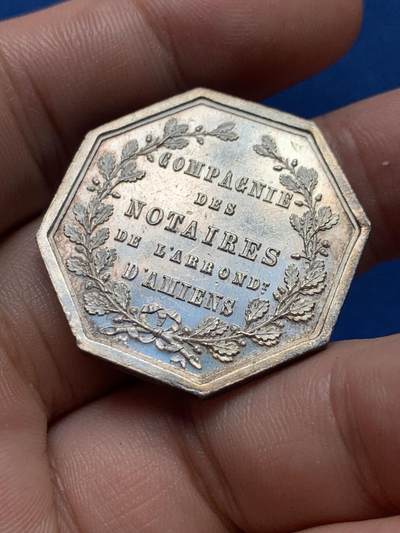 COMPAGNIE
DES
NOTAIRES
DE L'ARROND.T
D'AMIENS